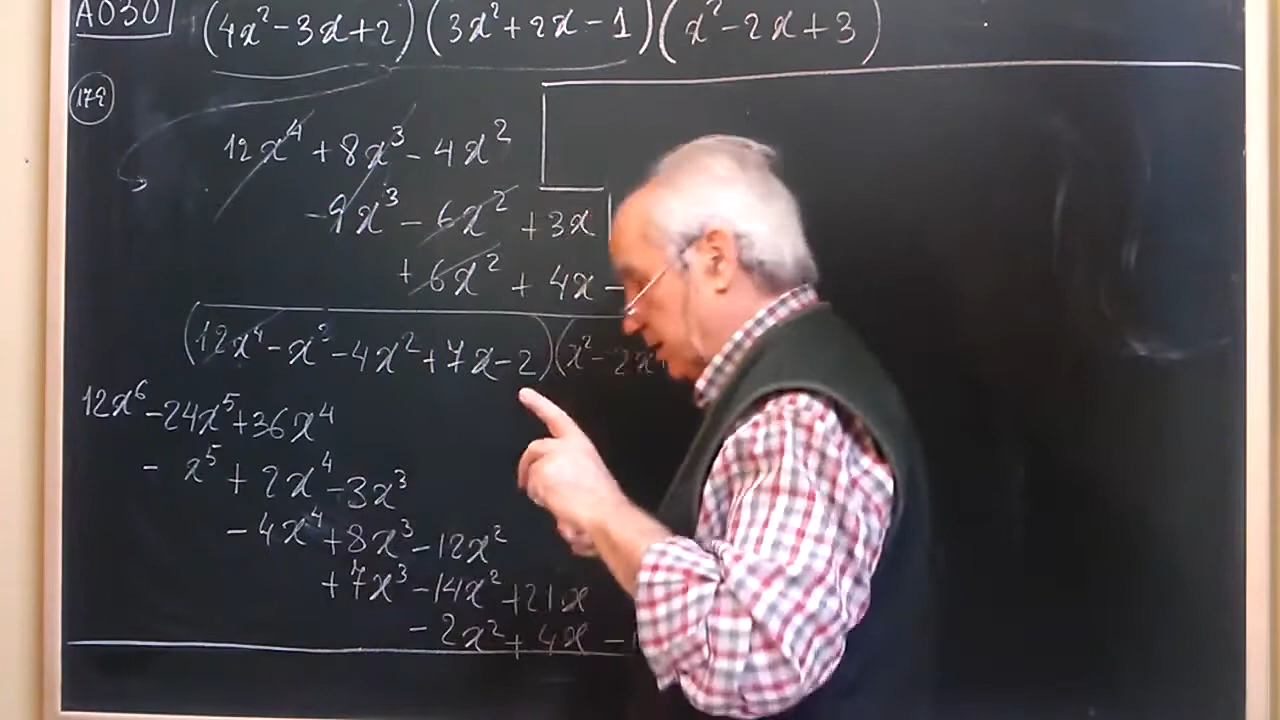 A030
(4x²-3x+2)(3x²+2x-1)(x²-2x+3)
179
12x⁴+8x³-4x²
-9x³-6x²+3x
+6x²+4x-
(12x⁴-x³-4x²+7x-2)(x²-2x
12x⁶-24x⁵+36x⁴
-x⁵+2x⁴-3x³
-4x⁴+8x³-12x²
+7x³-14x²+21x
-2x²+4x-